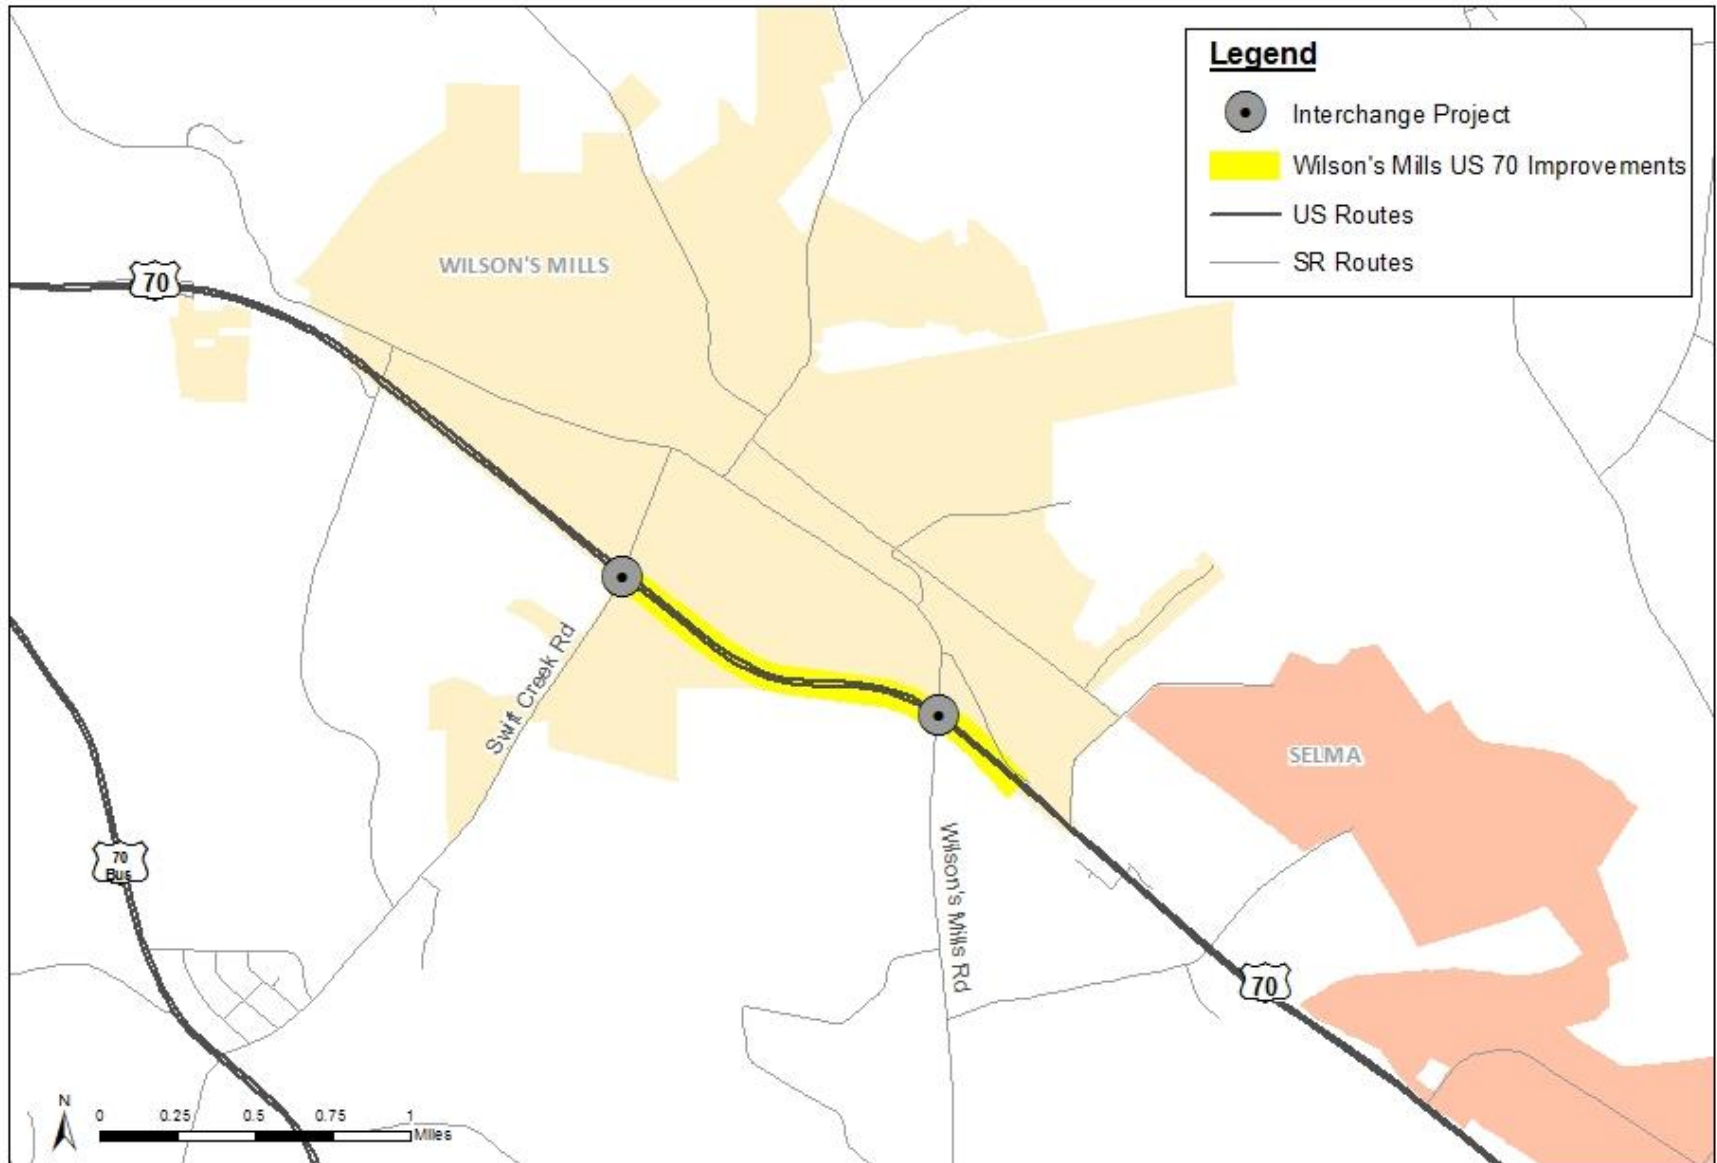 Legend
Interchange Project
Wilson's Mills US 70 Improvements
US Routes
SR Routes
WILSON'S MILLS
70
Swift Creek Rd
SELMA
70
Bus
Wilson's Mills Rd
70
N
0 0.25 0.5 0.75 1
Miles